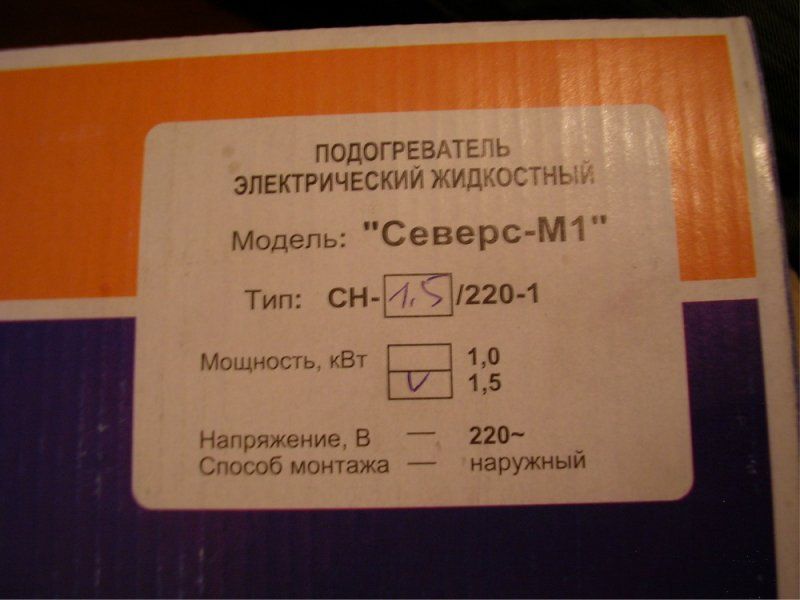 ПОДОГРЕВАТЕЛЬ
ЭЛЕКТРИЧЕСКИЙ ЖИДКОСТНЫЙ
Модель: "Северс-М1"
Тип: СН-1.5/220-1
Мощность, кВт 1,0
V 1,5
Напряжение, В — 220~
Способ монтажа — наружный